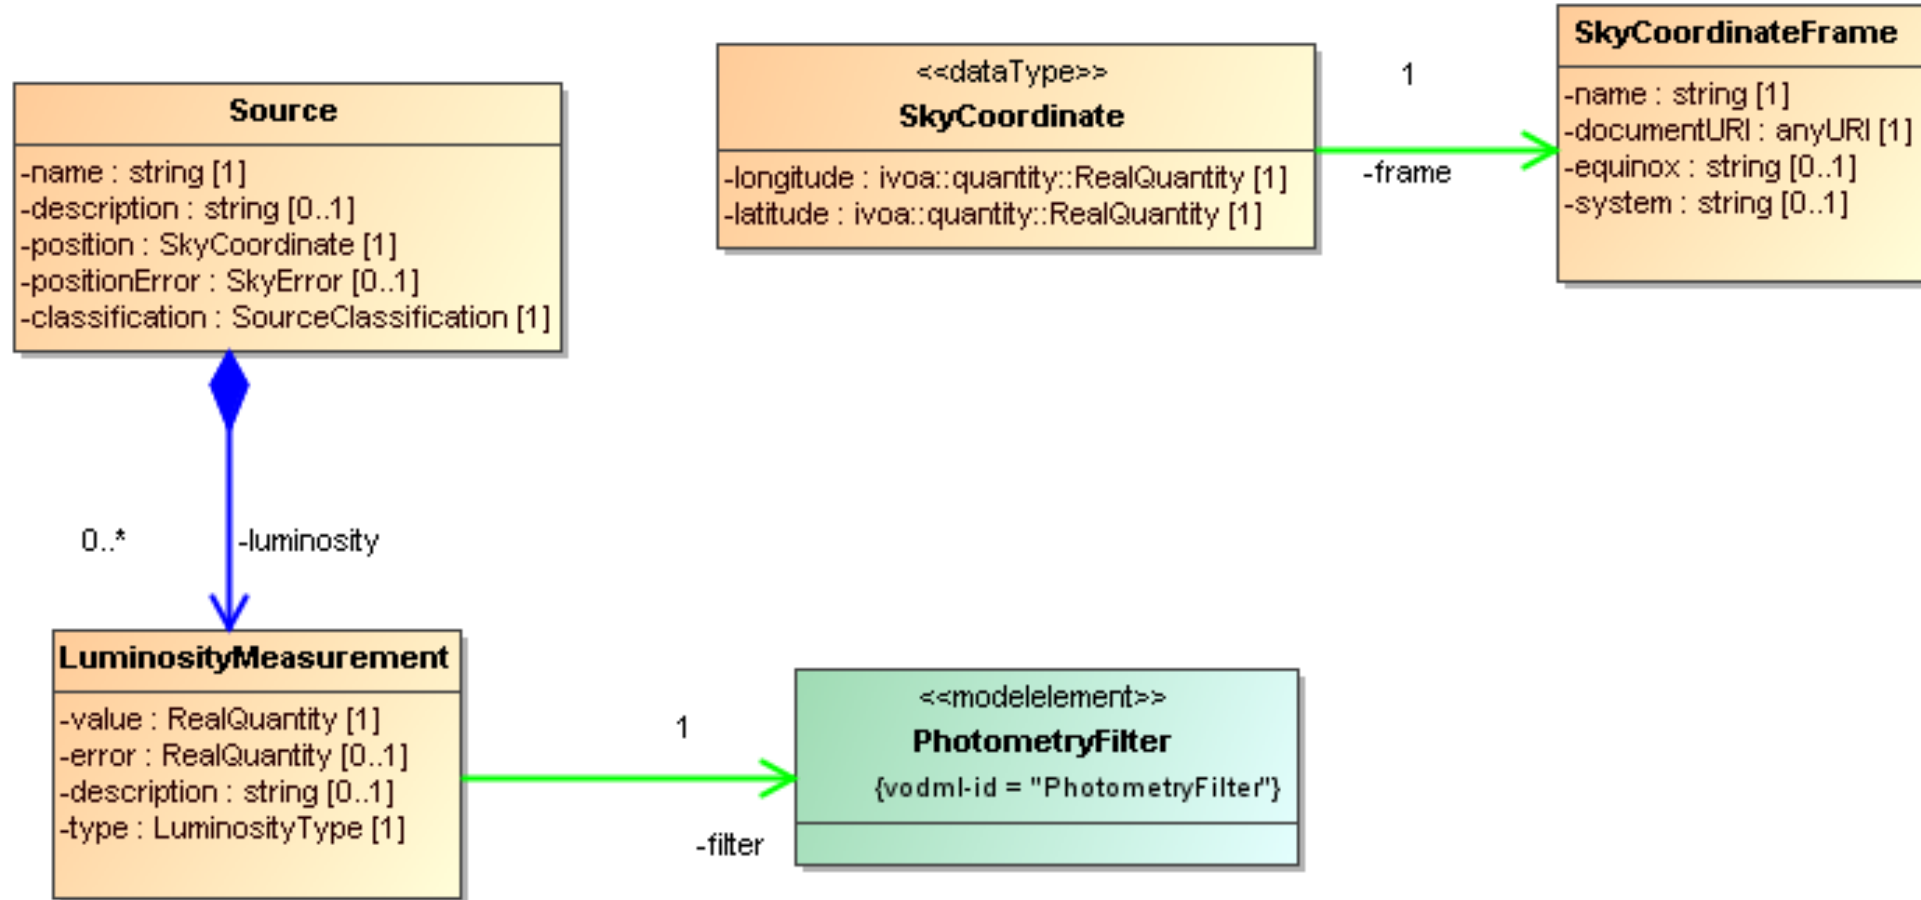 Source
-name : string [1]
-description : string [0..1]
-position : SkyCoordinate [1]
-positionError : SkyError [0..1]
-classification : SourceClassification [1]
<<dataType>>
SkyCoordinate
-longitude : ivoa::quantity::RealQuantity [1]
-latitude : ivoa::quantity::RealQuantity [1]
1
-frame
SkyCoordinateFrame
-name : string [1]
-documentURI : anyURI [1]
-equinox : string [0..1]
-system : string [0..1]
0..*
-luminosity
LuminosityMeasurement
-value : RealQuantity [1]
-error : RealQuantity [0..1]
-description : string [0..1]
-type : LuminosityType [1]
1
-filter
<<modelelement>>
PhotometryFilter
{vodml-id = "PhotometryFilter"}